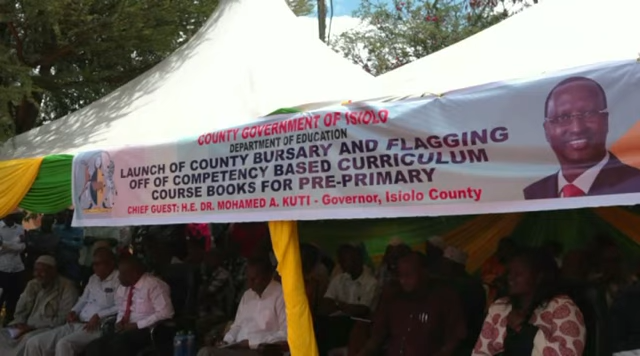 COUNTY GOVERNMENT OF ISIOLO
DEPARTMENT OF EDUCATION
LAUNCH OF COUNTY BURSARY AND FLAGGING
OFF OF COMPETENCY BASED CURRICULUM
COURSE BOOKS FOR PRE-PRIMARY
CHIEF GUEST: H.E. DR. MOHAMED A. KUTI - Governor, Isiolo County